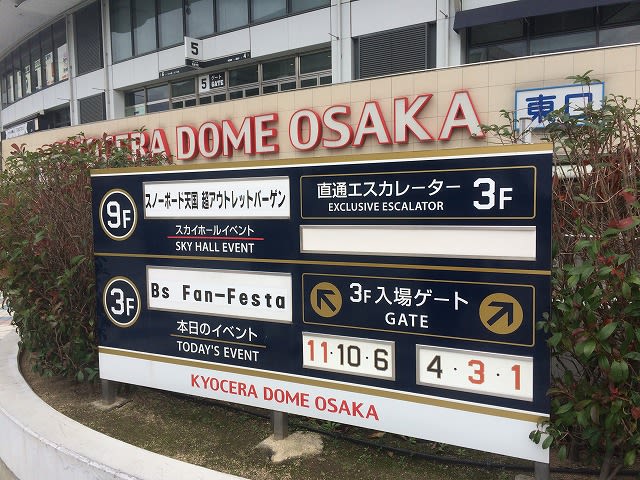 5 ゲート GATE
5
KYOCERA DOME OSAKA
東口
9F
スノーボード天国 超アウトレットバーゲン
スカイホールイベント
SKY HALL EVENT
直通エスカレーター 3F
EXCLUSIVE ESCALATOR
3F
Bs Fan-Festa
本日のイベント
TODAY'S EVENT
3F入場ゲート
GATE
11・10・6
4・3・1
KYOCERA DOME OSAKA